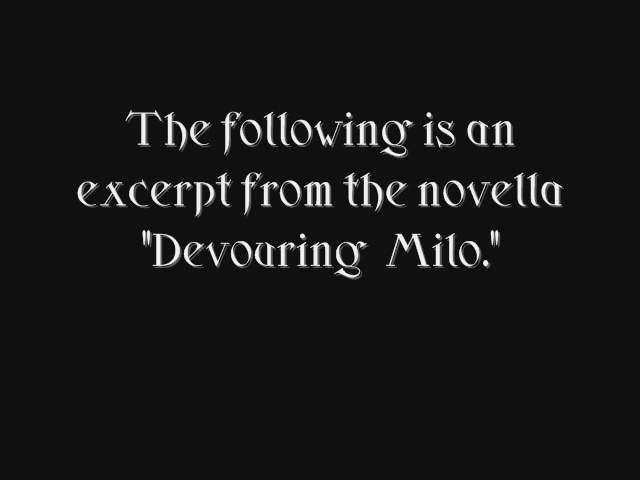 The following is an
excerpt from the novella
"Devouring Milo."